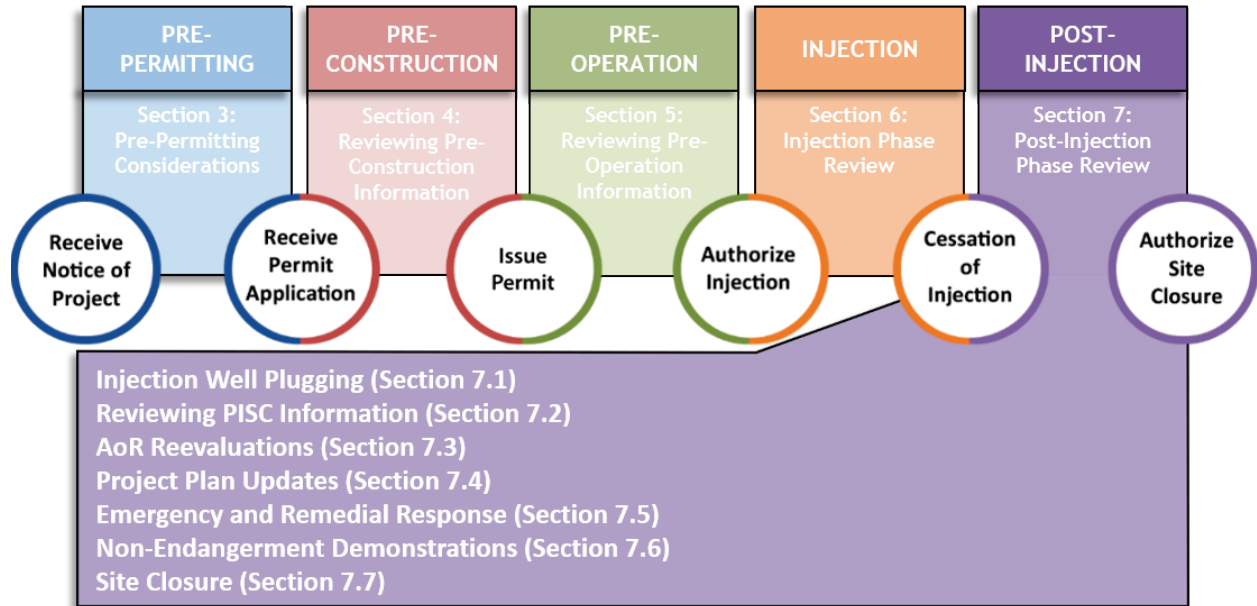 PRE-
PERMITTING
PRE-
CONSTRUCTION
PRE-
OPERATION
INJECTION
POST-
INJECTION
Section 3:
Pre-Permitting
Considerations
Section 4:
Reviewing Pre-
Construction
Information
Section 5:
Reviewing Pre-
Operation
Information
Section 6:
Injection Phase
Review
Section 7:
Post-Injection
Phase Review
Receive
Notice of
Project
Receive
Permit
Application
Issue
Permit
Authorize
Injection
Cessation
of
Injection
Authorize
Site
Closure
Injection Well Plugging (Section 7.1)
Reviewing PISC Information (Section 7.2)
AoR Reevaluations (Section 7.3)
Project Plan Updates (Section 7.4)
Emergency and Remedial Response (Section 7.5)
Non-Endangerment Demonstrations (Section 7.6)
Site Closure (Section 7.7)